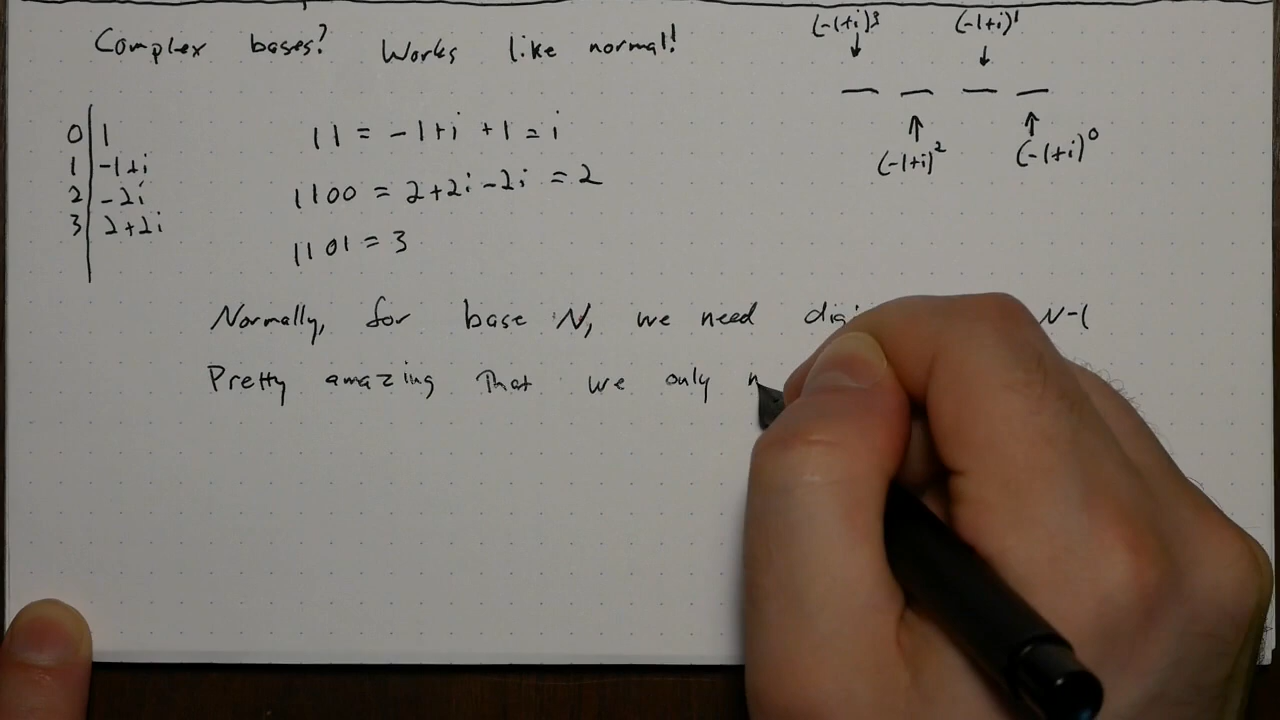 Complex bases? Works like normal!
(-1+i)³ (-1+i)¹
(-1+i)² (-1+i)⁰
0 1
1 -1+i
2 -2i
3 2+2i
11 = -1+i +1 = i
1100 = 2+2i -2i = 2
1101 = 3
Normally, for base N, we need N-1
Pretty amazing that we only